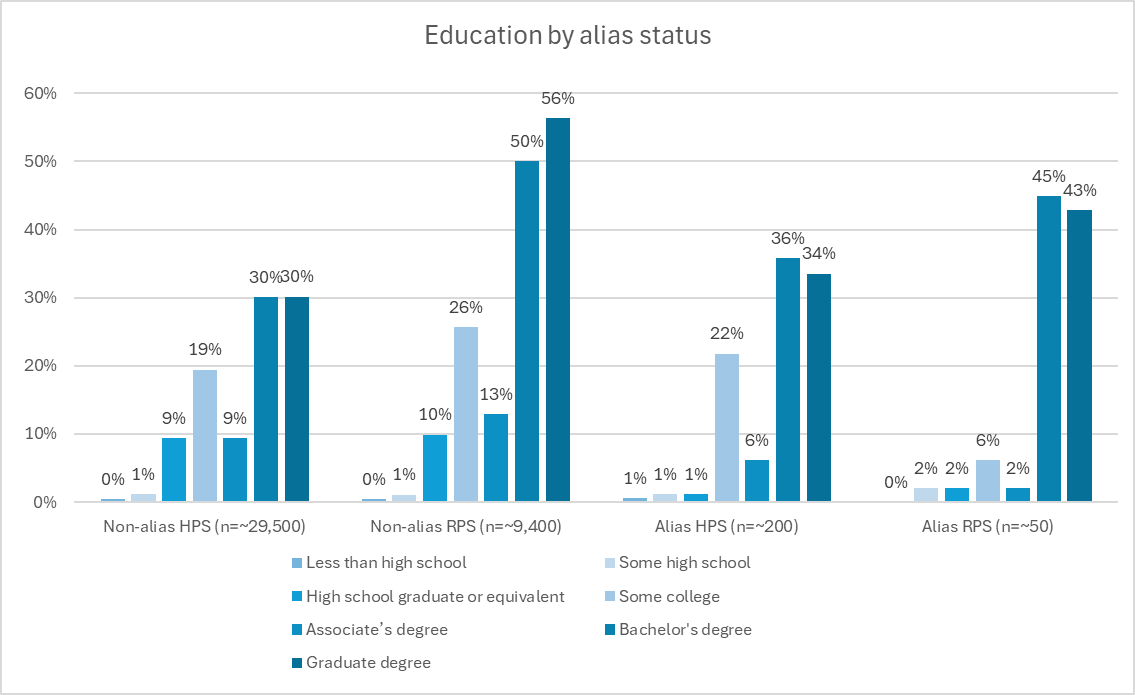 Education by alias status
60%
50%
40%
30%
20%
10%
0%
0% 1% 9% 19% 9% 30% 30%
0% 1% 10% 26% 13% 50% 56%
1% 1% 1% 22% 6% 36% 34%
0% 2% 2% 6% 2% 45% 43%
Non-alias HPS (n=~29,500) Non-alias RPS (n=~9,400) Alias HPS (n=~200) Alias RPS (n=~50)
Less than high school Some high school
High school graduate or equivalent Some college
Associate’s degree Bachelor's degree
Graduate degree